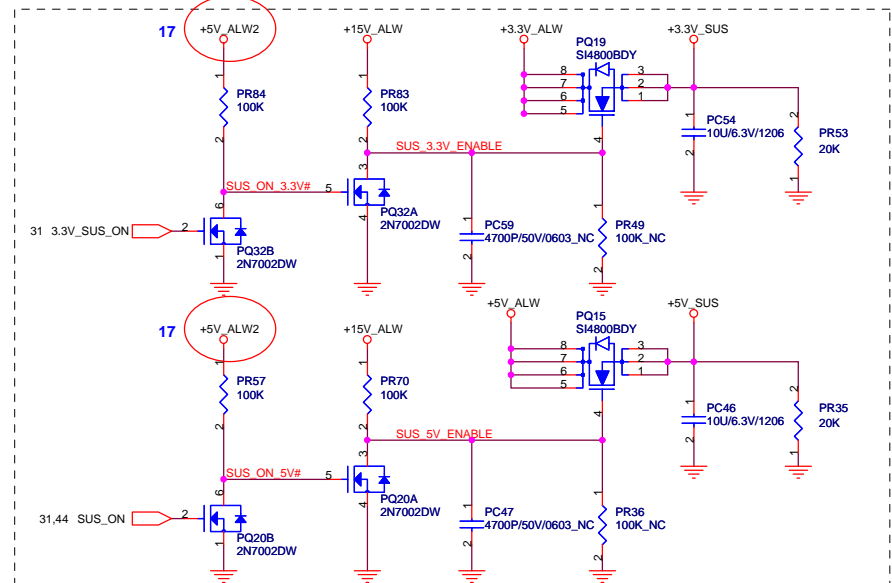 17
+5V_ALW2
+15V_ALW
+3.3V_ALW
+3.3V_SUS
PQ19
SI4800BDY
1
PR84
100K
2
1
PR83
100K
2
8
7
6
5
3
2
1
4
1
PC54
10U/6.3V/1206
2
2
PR53
20K
1
SUS_3.3V_ENABLE
SUS_ON_3.3V#
5
3
PQ32A
2N7002DW
4
31 3.3V_SUS_ON
2
6
PQ32B
2N7002DW
1
1
PC59
4700P/50V/0603_NC
2
1
PR49
100K_NC
2
17
+5V_ALW2
+15V_ALW
+5V_ALW
+5V_SUS
PQ15
SI4800BDY
1
PR57
100K
2
1
PR70
100K
2
8
7
6
5
3
2
1
4
1
PC46
10U/6.3V/1206
2
2
PR35
20K
1
SUS_5V_ENABLE
SUS_ON_5V#
5
3
PQ20A
2N7002DW
4
31,44 SUS_ON
2
6
PQ20B
2N7002DW
1
1
PC47
4700P/50V/0603_NC
2
1
PR36
100K_NC
2